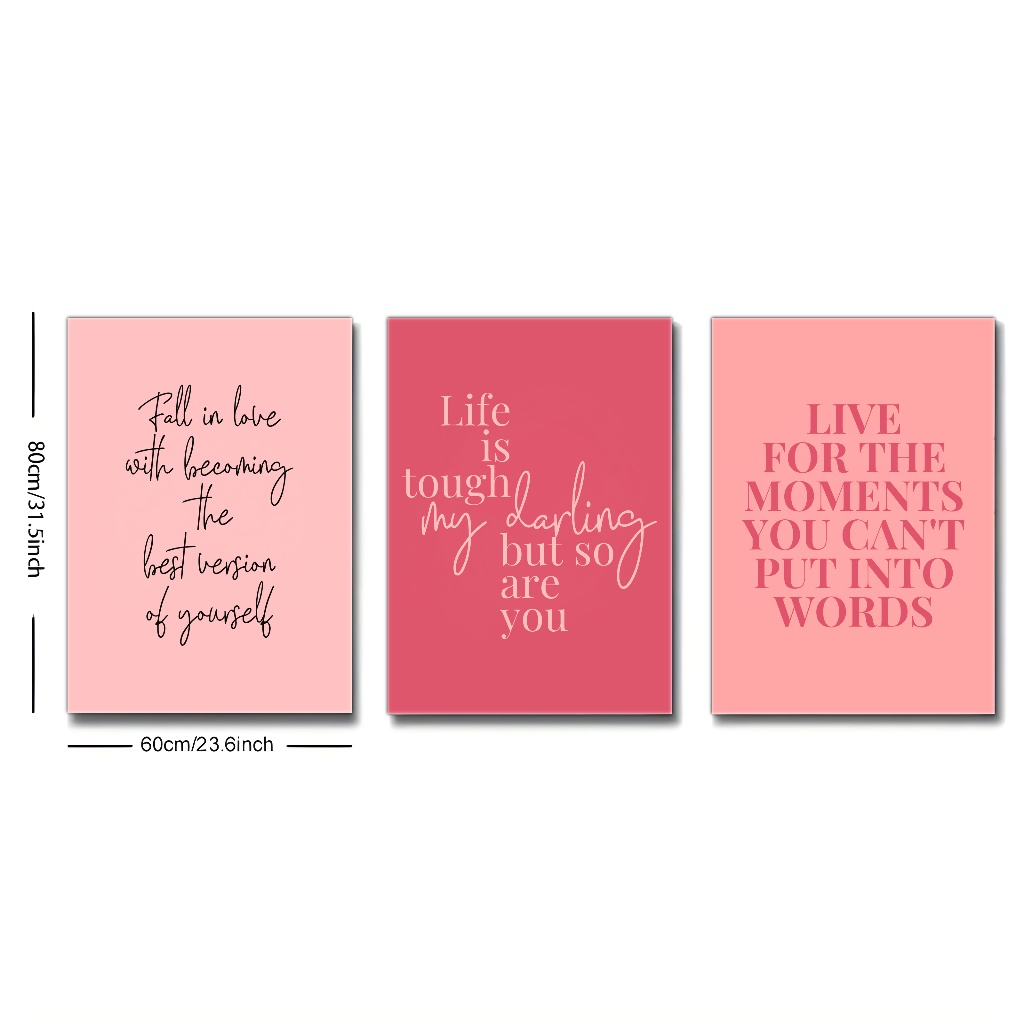 80cm/31.5inch
Fall in love
with becoming
the
best version
of yourself
60cm/23.6inch
Life
is
tough
my darling
but so
are
you
LIVE
FOR THE
MOMENTS
YOU CAN'T
PUT INTO
WORDS